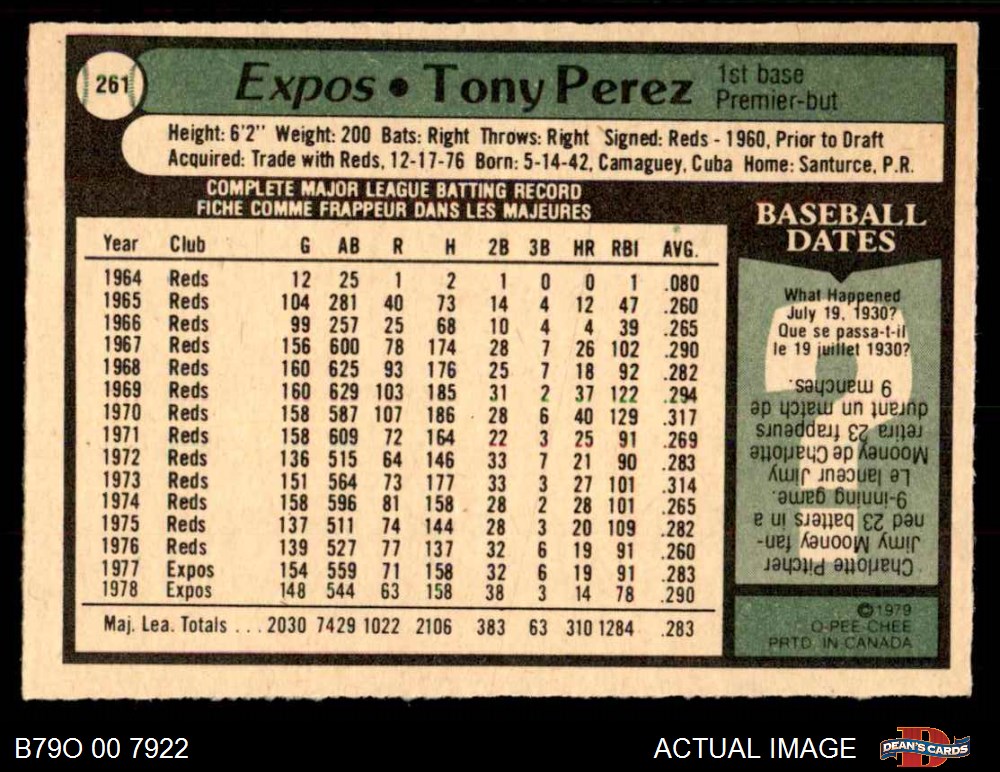 261
Expos • Tony Perez
1st base
Premier-but
Height: 6'2" Weight: 200 Bats: Right Throws: Right Signed: Reds - 1960, Prior to Draft
Acquired: Trade with Reds, 12-17-76 Born: 5-14-42, Camaguey, Cuba Home: Santurce, P.R.
COMPLETE MAJOR LEAGUE BATTING RECORD
FICHE COMME FRAPPEUR DANS LES MAJEURES
Year Club G AB R H 2B 3B HR RBI AVG.
1964 Reds 12 25 1 2 1 0 0 1 .080
1965 Reds 104 281 40 73 14 4 12 47 .260
1966 Reds 99 257 25 68 10 4 4 39 .265
1967 Reds 156 600 78 174 28 7 26 102 .290
1968 Reds 160 625 93 176 25 7 18 92 .282
1969 Reds 160 629 103 185 31 2 37 122 .294
1970 Reds 158 587 107 186 28 6 40 129 .317
1971 Reds 158 609 72 164 22 3 25 91 .269
1972 Reds 136 515 64 146 33 7 21 90 .283
1973 Reds 151 564 73 177 33 3 27 101 .314
1974 Reds 158 596 81 158 28 2 28 101 .265
1975 Reds 137 511 74 144 28 3 20 109 .282
1976 Reds 139 527 77 137 32 6 19 91 .260
1977 Expos 154 559 71 158 32 6 19 91 .283
1978 Expos 148 544 63 158 38 3 14 78 .290
Maj. Lea. Totals ... 2030 7429 1022 2106 383 63 310 1284 .283
BASEBALL
DATES
What Happened
July 19, 1930?
Que se passa-t-il
le 19 juillet 1930?
Charlotte Pitcher
Jimy Mooney fan-
ned 23 batters in a
9-inning game.
Le lanceur Jimy
Mooney de Charlotte
retira 23 frappeurs
durant un match de
9 manches.
©1979
O-PEE-CHEE
PRTD. IN CANADA
B79O 00 7922
ACTUAL IMAGE
DEAN'S CARDS